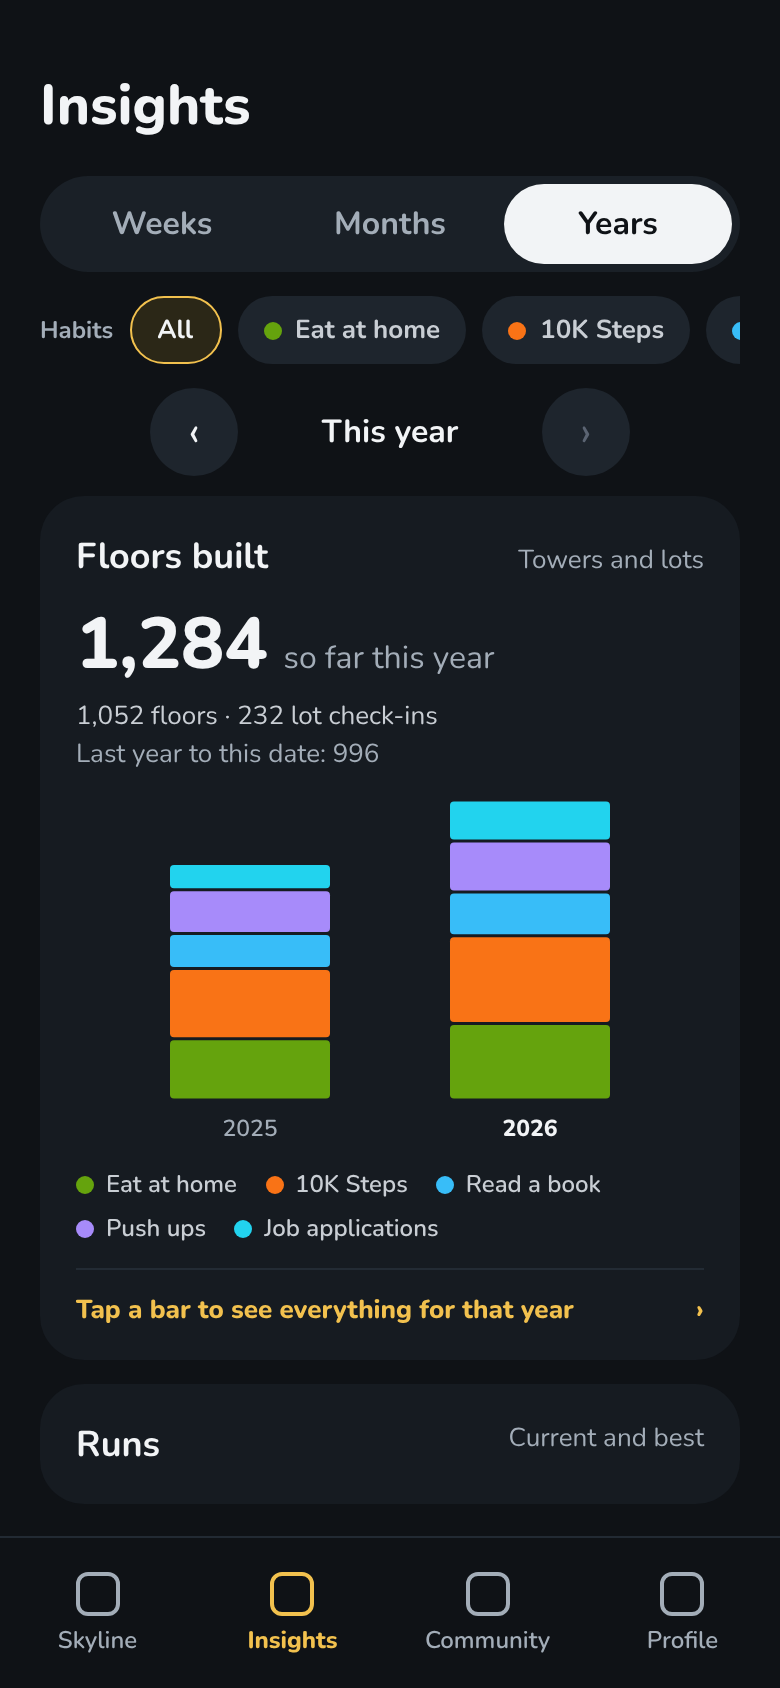 Insights
Weeks Months Years
Habits All Eat at home 10K Steps
‹ This year ›
Floors built Towers and lots
1,284 so far this year
1,052 floors · 232 lot check-ins
Last year to this date: 996
2025 2026
Eat at home 10K Steps Read a book
Push ups Job applications
Tap a bar to see everything for that year ›
Runs Current and best
Skyline Insights Community Profile